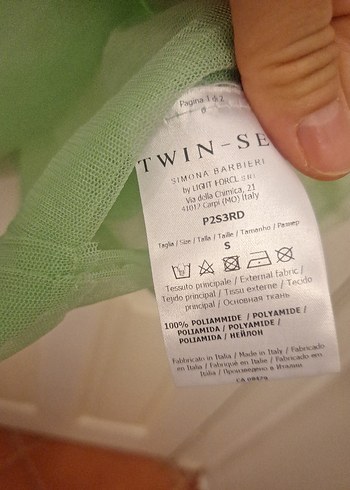 Pagina 1 di 2
TWIN-SE
SIMONA BARBIERI
by LIGHT FORCE
Via della Chimica, 21
41012 Carpi (MO) Italy
P2S3RD
Taglia / Size / Talla / Taille / Tamanho / Размер
S
Tessuto principale / External fabric /
Tejido principal / Tissu externe / Tecido
principal / Основная ткань
100% POLIAMMIDE / POLYAMIDE /
POLIAMIDA / POLYAMIDE /
POLIAMIDA / НЕЙЛОН
Fabbricato in Italia / Made in Italy / Fabricado
en Italia / Fabriqué en Italie / Fabricado em
Italia / Произведено в Италии